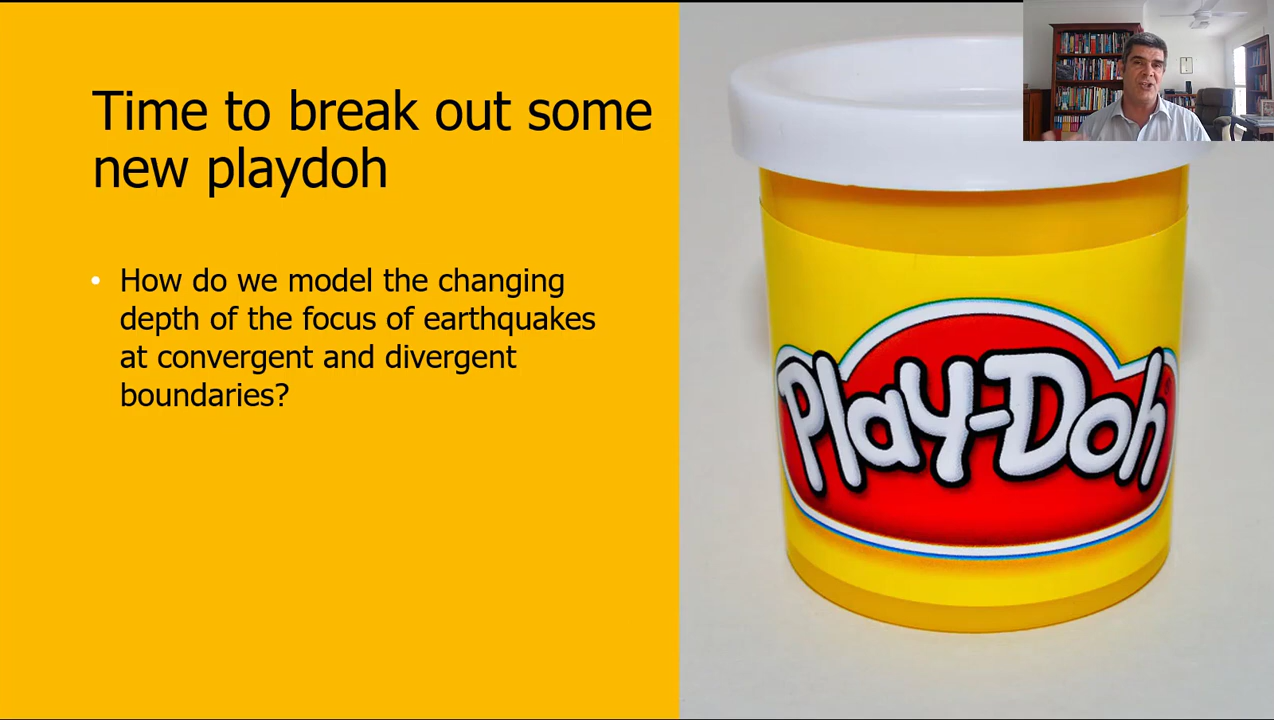 Time to break out some
new playdoh
• How do we model the changing
depth of the focus of earthquakes
at convergent and divergent
boundaries?
Play-Doh